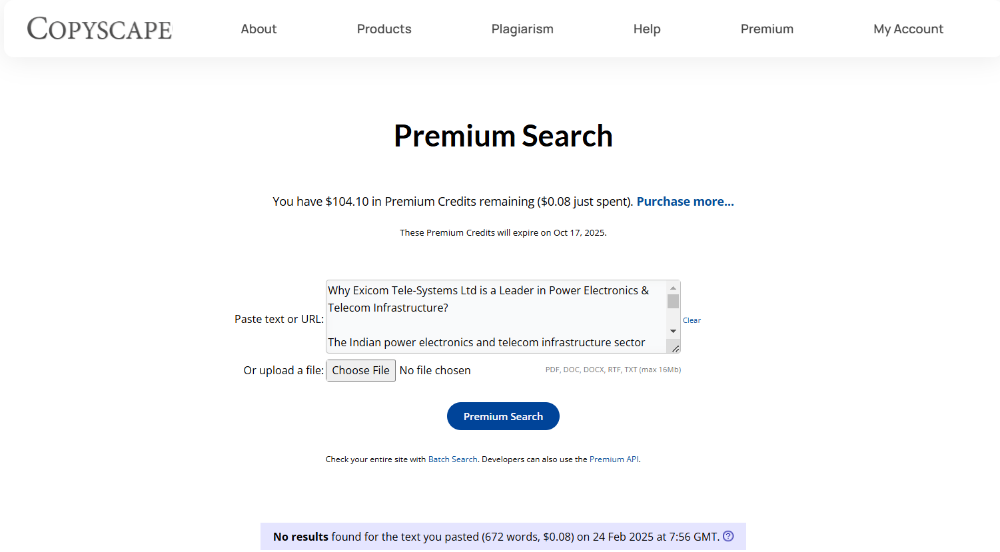 COPYSCAPE
About
Products
Plagiarism
Help
Premium
My Account
Premium Search
You have $104.10 in Premium Credits remaining ($0.08 just spent). Purchase more...
These Premium Credits will expire on Oct 17, 2025.
Paste text or URL:
Why Exicom Tele-Systems Ltd is a Leader in Power Electronics &
Telecom Infrastructure?
The Indian power electronics and telecom infrastructure sector
Clear
Or upload a file:
Choose File No file chosen
PDF, DOC, DOCX, RTF, TXT (max 16Mb)
Premium Search
Check your entire site with Batch Search. Developers can also use the Premium API.
No results found for the text you pasted (672 words, $0.08) on 24 Feb 2025 at 7:56 GMT. ?